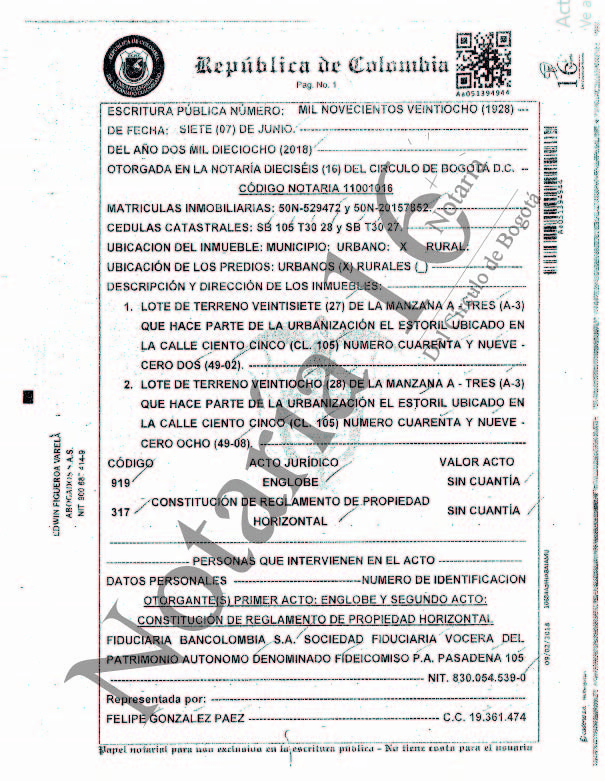 República de Colombia
Pag. No. 1
Aa051394944
16
ESCRITURA PÚBLICA NÚMERO: MIL NOVECIENTOS VEINTIOCHO (1928) ---
DE FECHA: SIETE (07) DE JUNIO.
DEL AÑO DOS MIL DIECIOCHO (2018)
OTORGADA EN LA NOTARÍA DIECISÉIS (16) DEL CIRCULO DE BOGOTÁ D.C. --
CÓDIGO NOTARIA 11001016
MATRICULAS INMOBILIARIAS: 50N-529472 y 50N-20157852.
CEDULAS CATASTRALES: SB 105 T30 28 y SB T30 27.
UBICACION DEL INMUEBLE: MUNICIPIO: URBANO: X RURAL:
UBICACIÓN DE LOS PREDIOS: URBANOS (X) RURALES (_)
DESCRIPCIÓN Y DIRECCIÓN DE LOS INMUEBLES:
1. LOTE DE TERRENO VEINTISIETE (27) DE LA MANZANA A - TRES (A-3)
QUE HACE PARTE DE LA URBANIZACIÓN EL ESTORIL UBICADO EN
LA CALLE CIENTO CINCO (CL. 105) NUMERO CUARENTA Y NUEVE -
CERO DOS (49-02).
2. LOTE DE TERRENO VEINTIOCHO (28) DE LA MANZANA A - TRES (A-3)
QUE HACE PARTE DE LA URBANIZACIÓN EL ESTORIL UBICADO EN
LA CALLE CIENTO CINCO (CL. 105) NUMERO CUARENTA Y NUEVE -
CERO OCHO (49-08).
CÓDIGO ACTO JURÍDICO VALOR ACTO
919 ENGLOBE SIN CUANTÍA
317 CONSTITUCIÓN DE REGLAMENTO DE PROPIEDAD HORIZONTAL SIN CUANTÍA
PERSONAS QUE INTERVIENEN EN EL ACTO
DATOS PERSONALES NUMERO DE IDENTIFICACION
OTORGANTE(S) PRIMER ACTO: ENGLOBE Y SEGUNDO ACTO:
CONSTITUCIÓN DE REGLAMENTO DE PROPIEDAD HORIZONTAL
FIDUCIARIA BANCOLOMBIA S.A. SOCIEDAD FIDUCIARIA VOCERA DEL
PATRIMONIO AUTONOMO DENOMINADO FIDEICOMISO P.A. PASADENA 105
NIT. 830.054.539-0
Representada por:
FELIPE GONZALEZ PAEZ C.C. 19.361.474
Papel notarial para uso exclusivo en la escritura pública - No tiene costo para el usuario
Notaría 16
Notaria
Del Círculo de Bogotá
EDWIN FIGUEROA VARELA
ABOGADOS S.A.S.
Aa051394944
09/02/2018